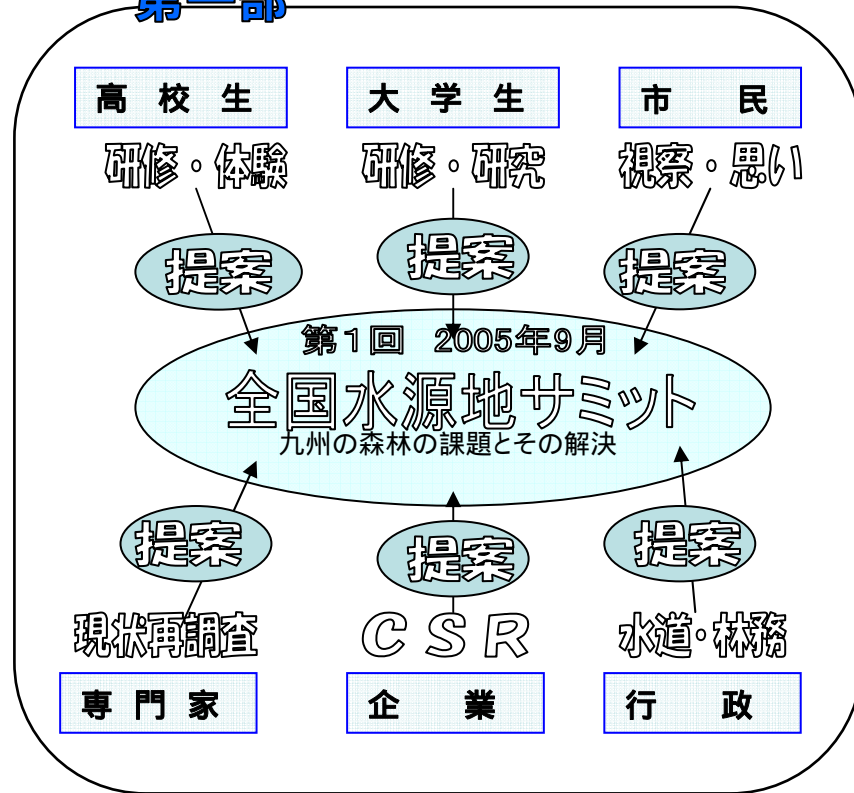 第一部
高校生 大学生 市民
研修・体験 研修・研究 視察・思い
提案 提案 提案
第1回 2005年9月
全国水源地サミット
九州の森林の課題とその解決
提案 提案 提案
現状再調査 CSR 水道・林務
専門家 企業 行政